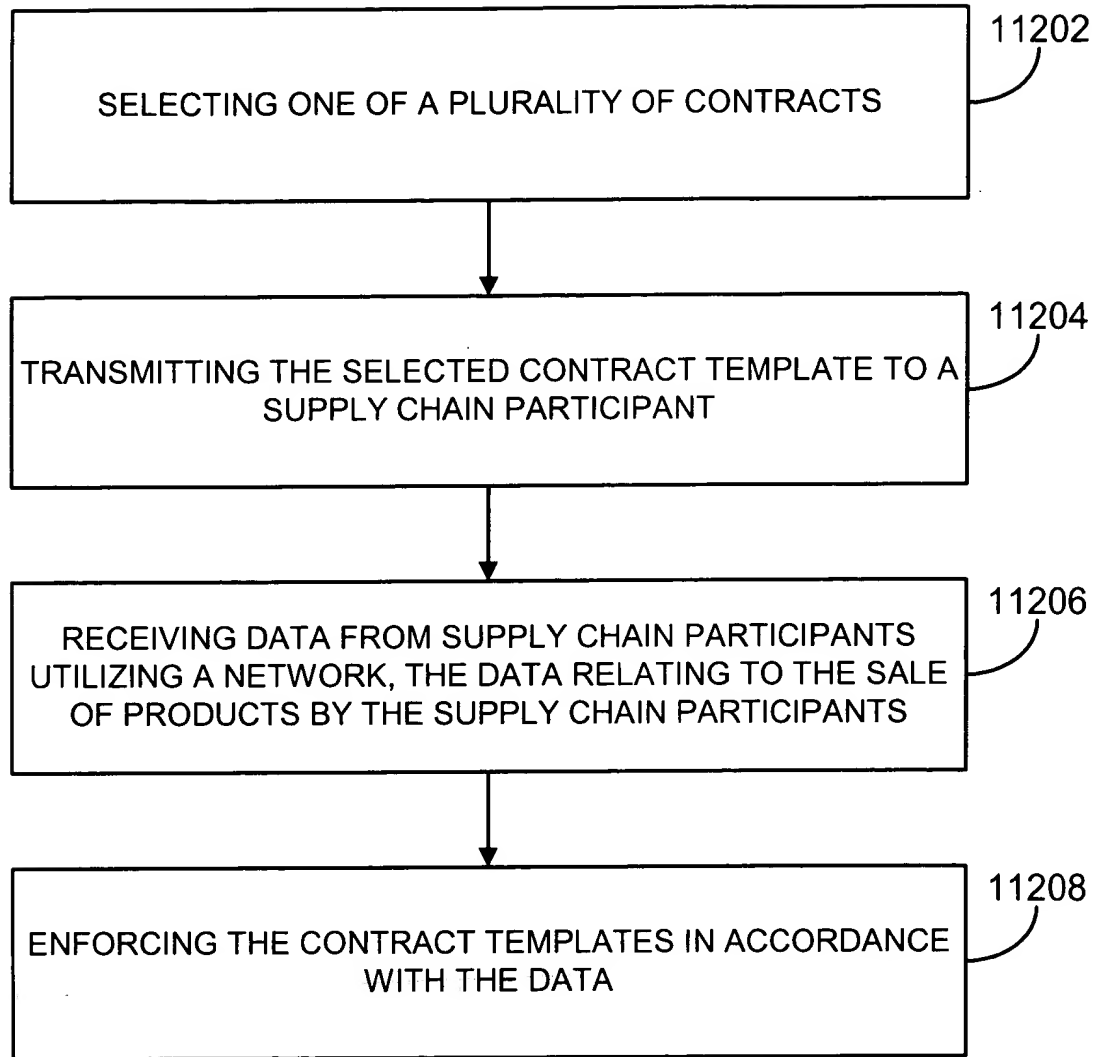 11202
SELECTING ONE OF A PLURALITY OF CONTRACTS
11204
TRANSMITTING THE SELECTED CONTRACT TEMPLATE TO A
SUPPLY CHAIN PARTICIPANT
11206
RECEIVING DATA FROM SUPPLY CHAIN PARTICIPANTS
UTILIZING A NETWORK, THE DATA RELATING TO THE SALE
OF PRODUCTS BY THE SUPPLY CHAIN PARTICIPANTS
11208
ENFORCING THE CONTRACT TEMPLATES IN ACCORDANCE
WITH THE DATA